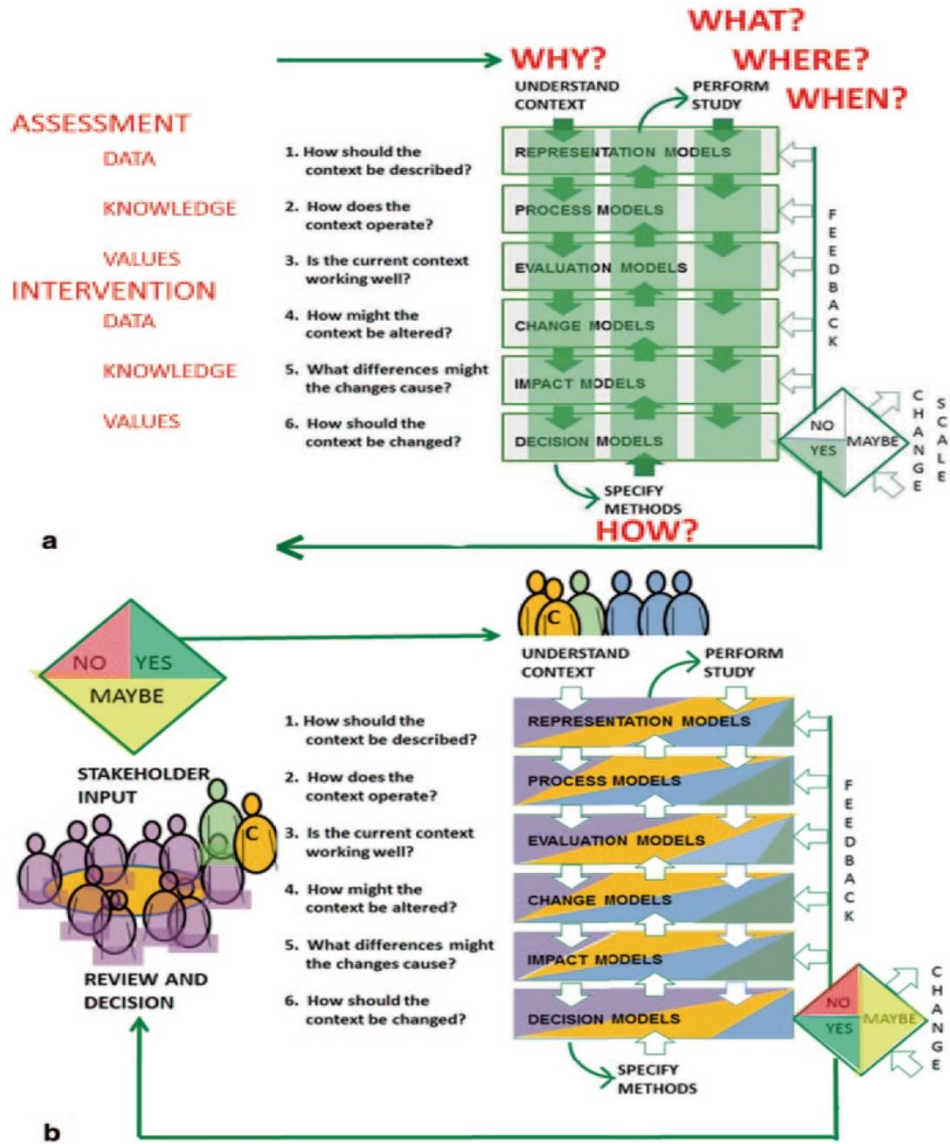 WHAT?
WHY?
WHERE?
UNDERSTAND
CONTEXT
PERFORM
STUDY
WHEN?
ASSESSMENT
DATA
1. How should the
context be described?
REPRESENTATION MODELS
KNOWLEDGE
2. How does the
context operate?
PROCESS MODELS
VALUES
3. Is the current context
working well?
EVALUATION MODELS
INTERVENTION
DATA
4. How might the
context be altered?
CHANGE MODELS
KNOWLEDGE
5. What differences might
the changes cause?
IMPACT MODELS
VALUES
6. How should the
context be changed?
DECISION MODELS
FEEDBACK
NO
YES
MAYBE
CHANGE
SCALE
SPECIFY
METHODS
HOW?
a
NO
YES
MAYBE
STAKEHOLDER
INPUT
C
REVIEW AND
DECISION
C
UNDERSTAND
CONTEXT
PERFORM
STUDY
1. How should the
context be described?
REPRESENTATION MODELS
2. How does the
context operate?
PROCESS MODELS
3. Is the current context
working well?
EVALUATION MODELS
4. How might the
context be altered?
CHANGE MODELS
5. What differences might
the changes cause?
IMPACT MODELS
6. How should the
context be changed?
DECISION MODELS
FEEDBACK
NO
YES
MAYBE
CHANGE
SPECIFY
METHODS
b